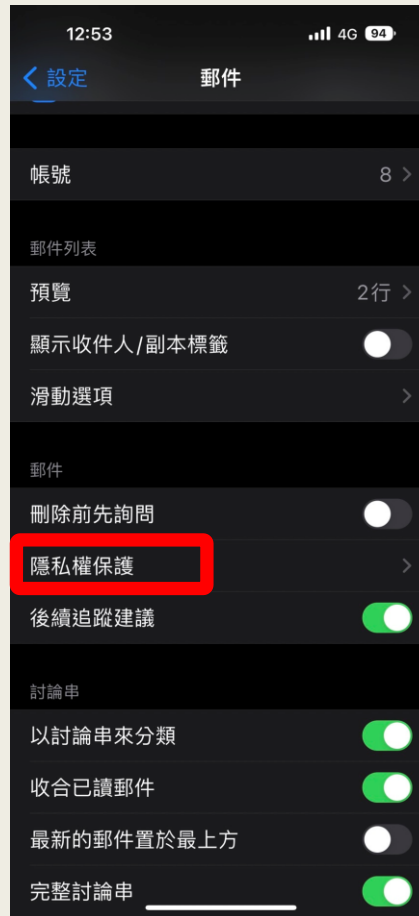 12:53
4G 94
設定
郵件
帳號
8
郵件列表
預覽
2行
顯示收件人/副本標籤
滑動選項
郵件
刪除前先詢問
隱私權保護
後續追蹤建議
討論串
以討論串來分類
收合已讀郵件
最新的郵件置於最上方
完整討論串